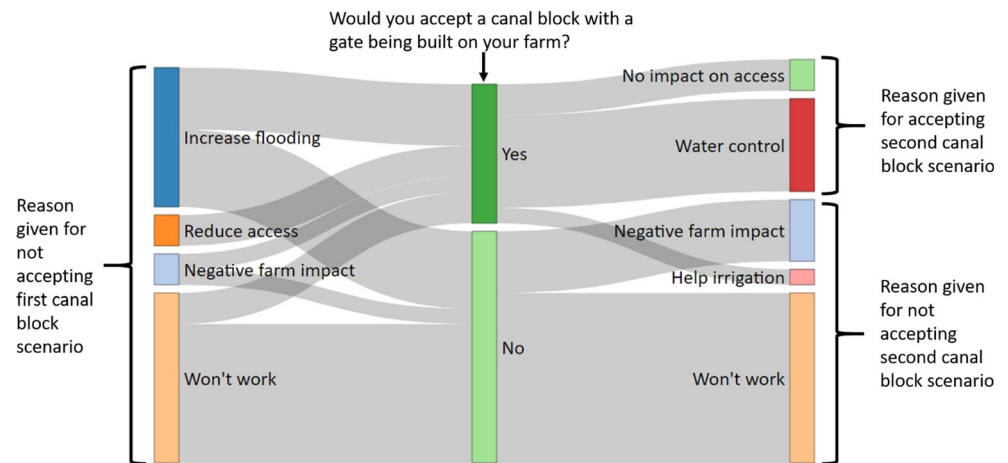 Would you accept a canal block with a
gate being built on your farm?
Reason
given for
not
accepting
first canal
block
scenario
Increase flooding
Reduce access
Negative farm impact
Won't work
Yes
No
No impact on access
Water control
Negative farm impact
Help irrigation
Won't work
Reason given
for accepting
second canal
block scenario
Reason given
for not
accepting
second canal
block scenario